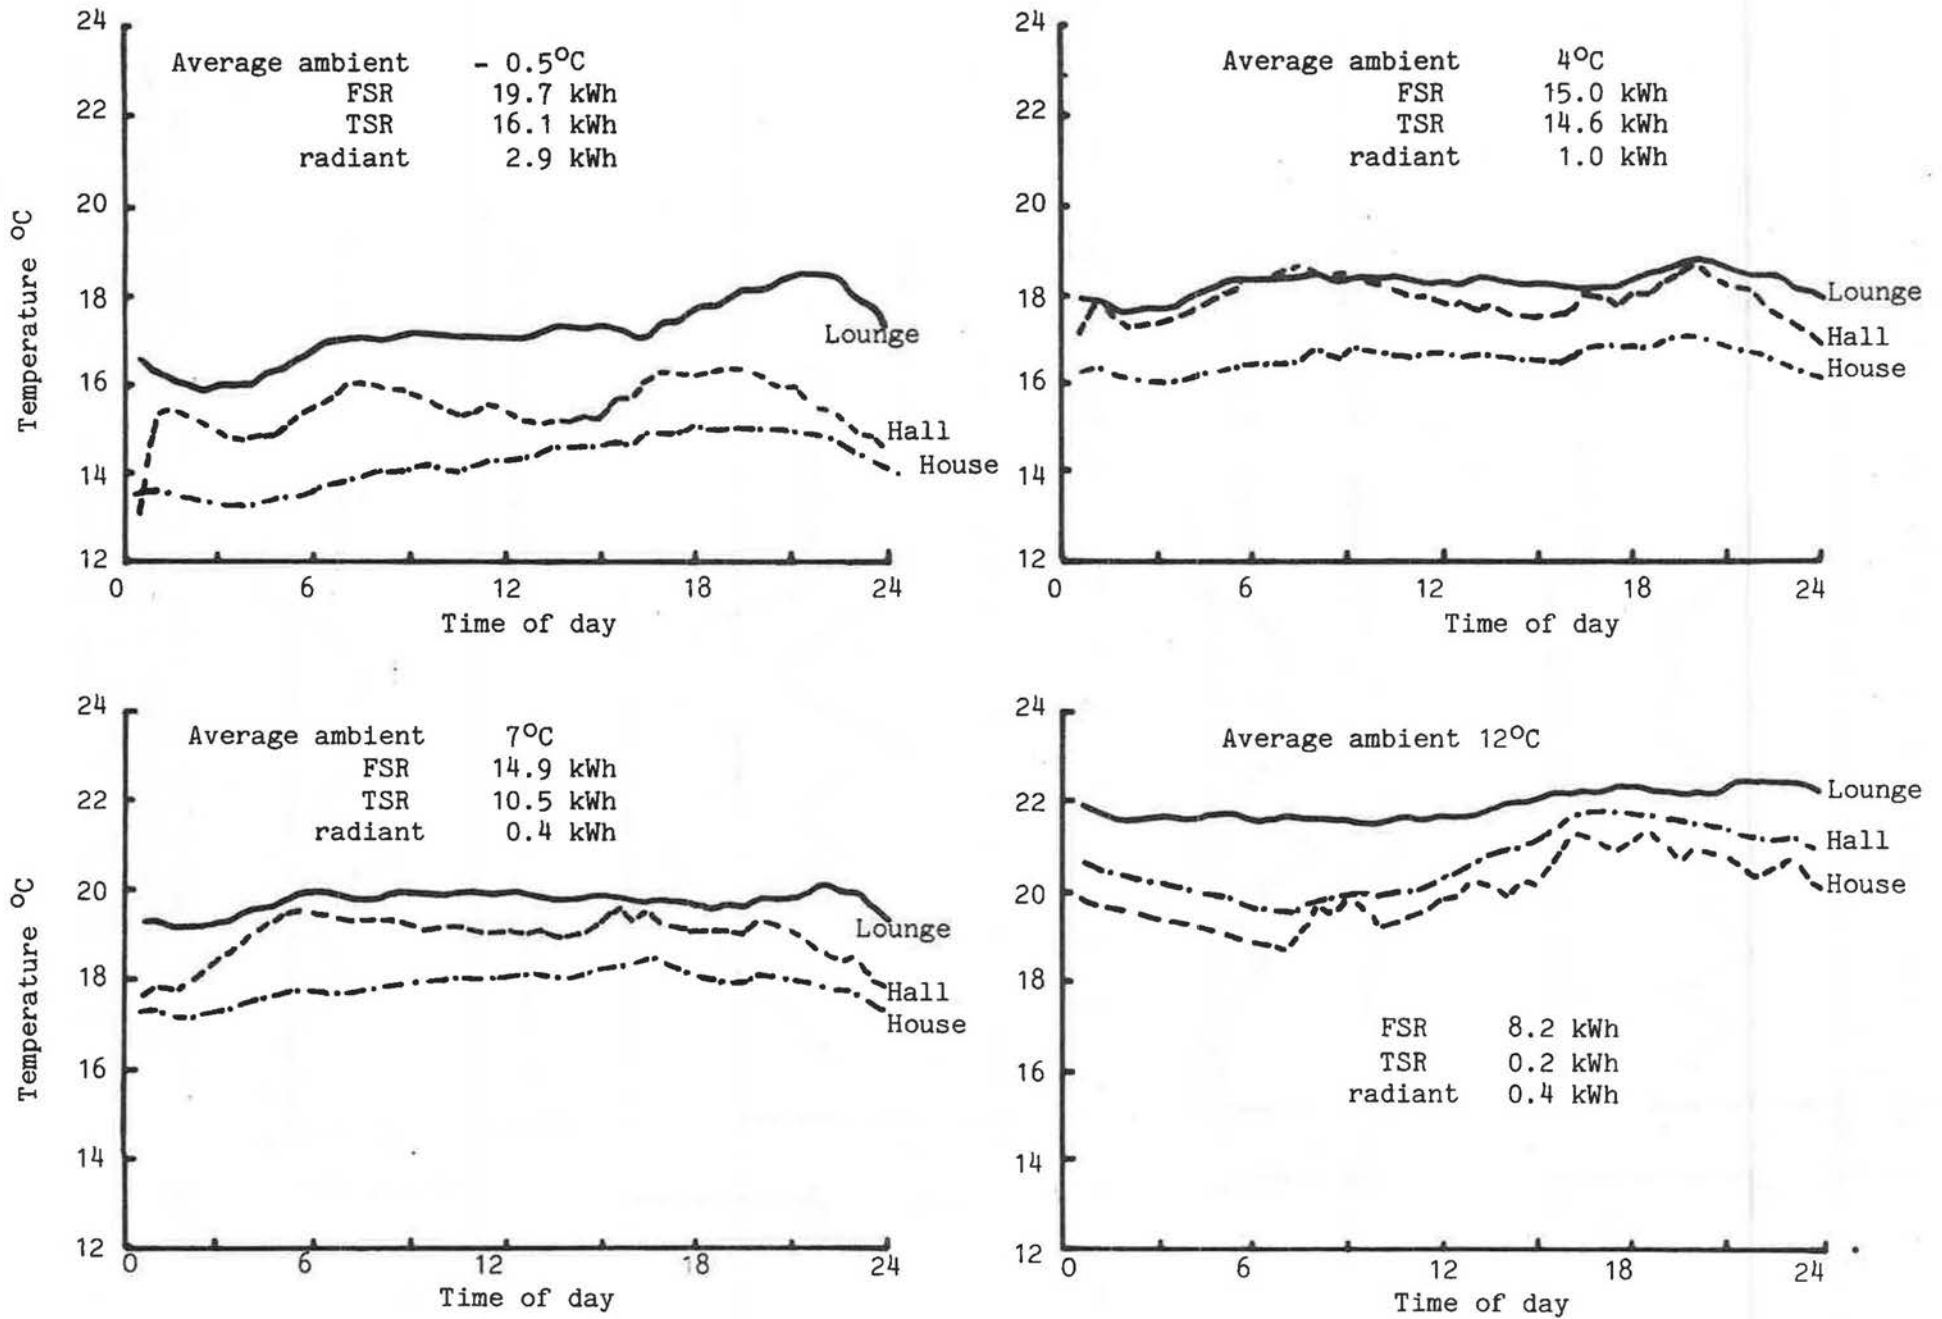 24
Average ambient - 0.5°C
FSR 19.7 kWh
22
TSR 16.1 kWh
radiant 2.9 kWh
20
Temperature °C
18
Lounge
16
Hall
House
14
12
0 6 12 18 24
Time of day
24
Average ambient 4°C
FSR 15.0 kWh
22
TSR 14.6 kWh
radiant 1.0 kWh
20
18
Lounge
Hall
House
16
14
12
0 6 12 18 24
Time of day
24
Average ambient 7°C
FSR 14.9 kWh
22
TSR 10.5 kWh
radiant 0.4 kWh
20
Temperature °C
Lounge
18
Hall
House
16
14
12
0 6 12 18 24
Time of day
24
Average ambient 12°C
22
Lounge
Hall
20
House
18
FSR 8.2 kWh
16
TSR 0.2 kWh
radiant 0.4 kWh
14
12
0 6 12 18 24
Time of day